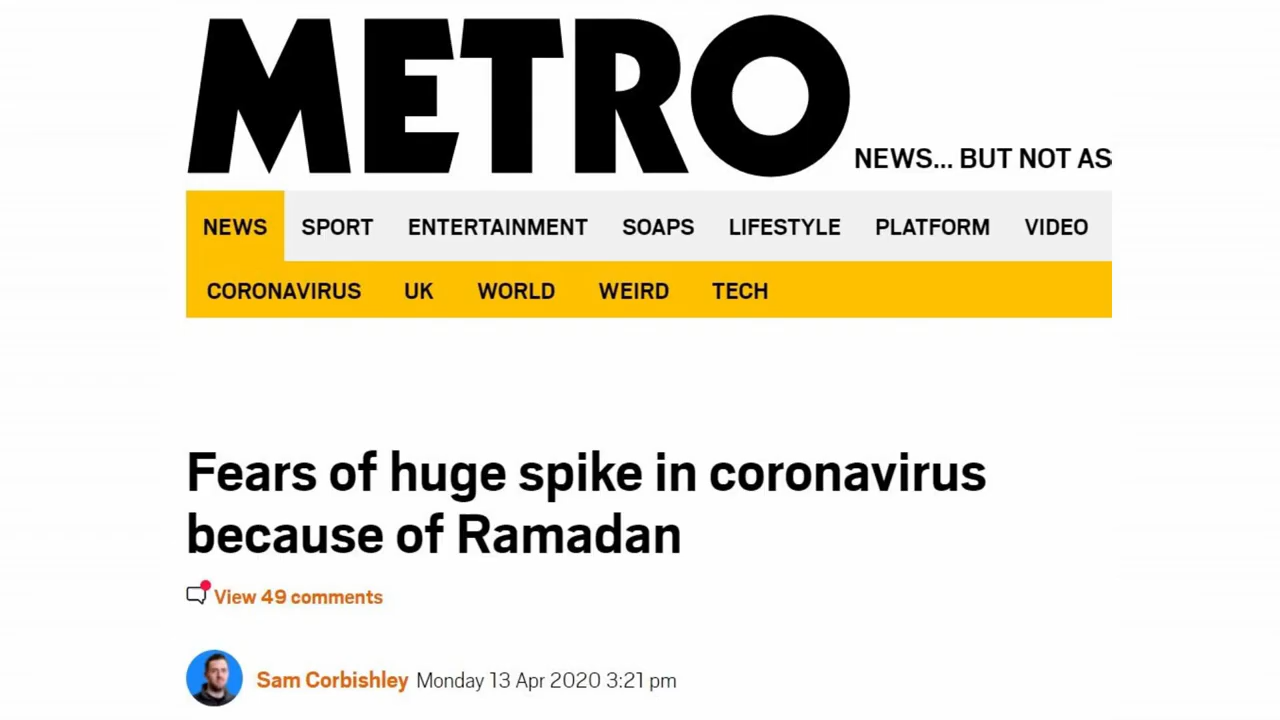 METRO
NEWS... BUT NOT AS
NEWS SPORT ENTERTAINMENT SOAPS LIFESTYLE PLATFORM VIDEO
CORONAVIRUS UK WORLD WEIRD TECH
Fears of huge spike in coronavirus
because of Ramadan
View 49 comments
Sam Corbishley Monday 13 Apr 2020 3:21 pm